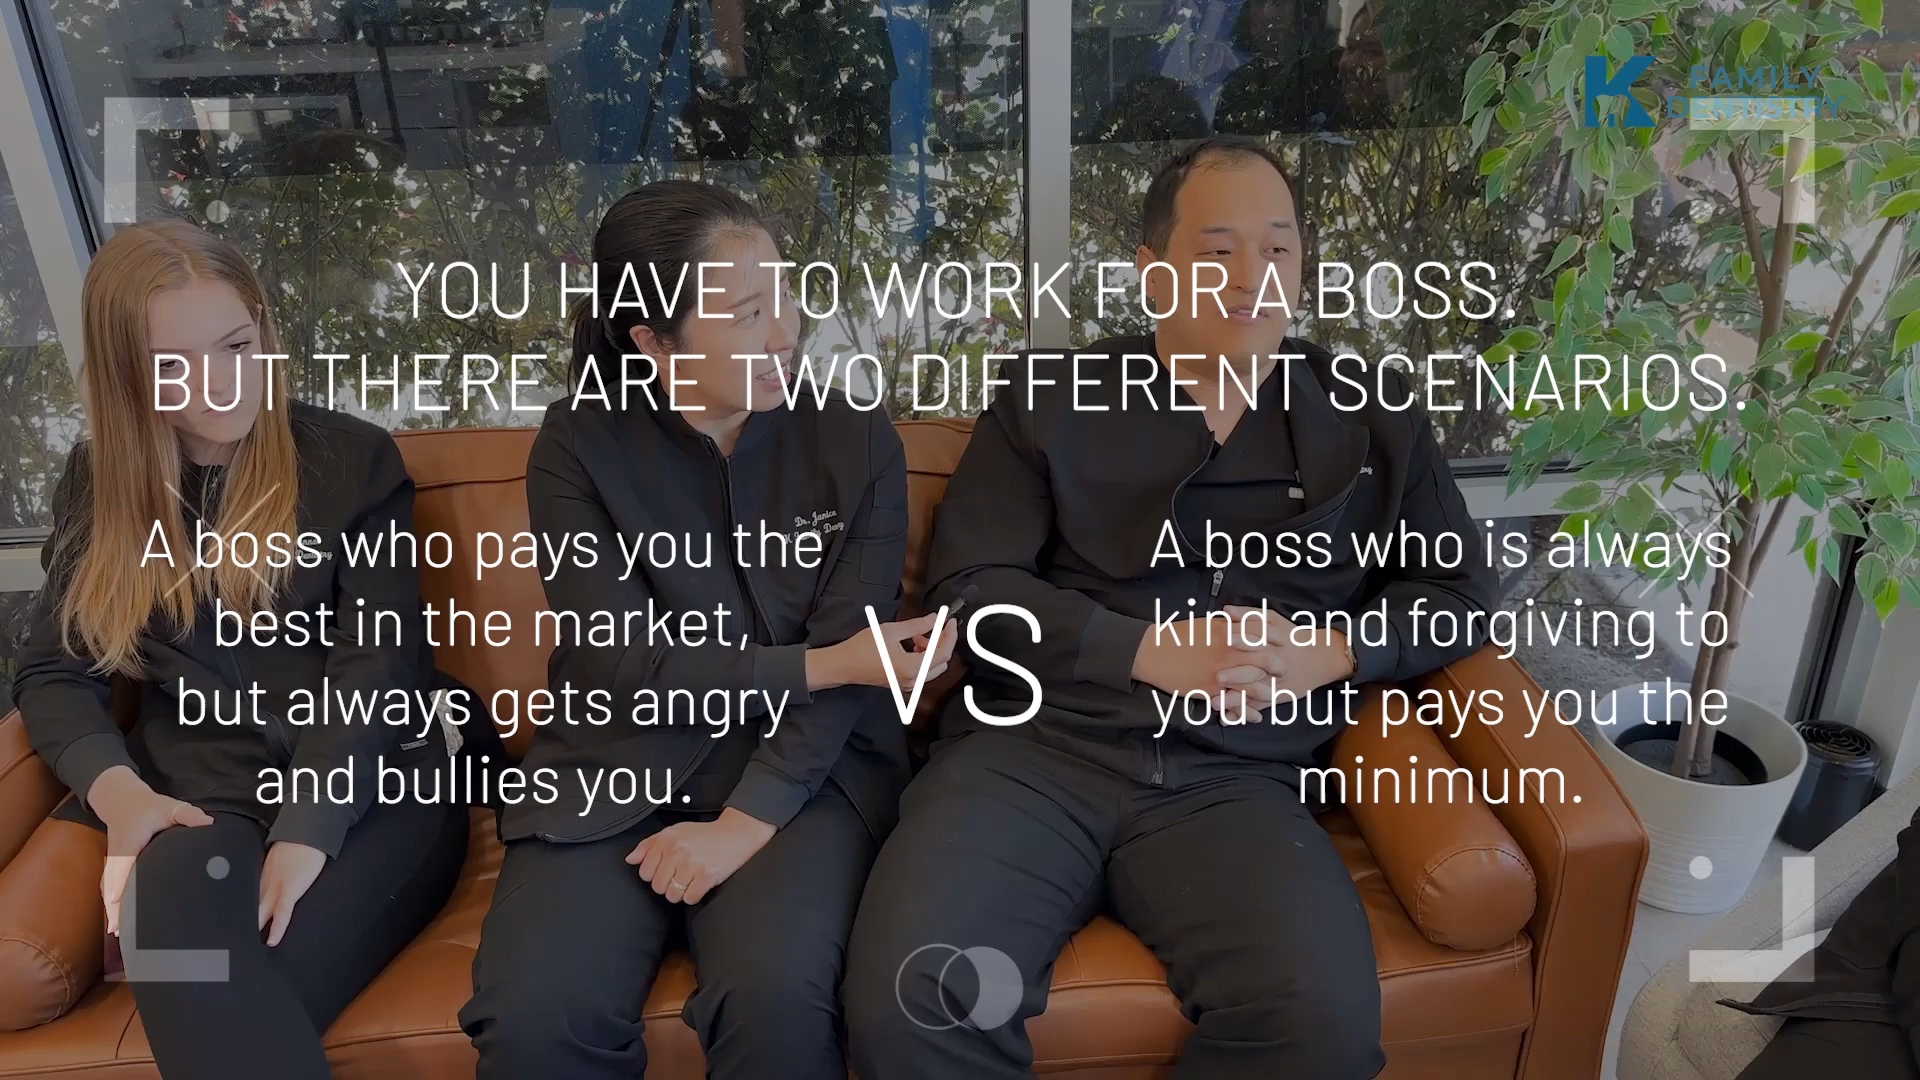 K FAMILY
DENTISTRY
YOU HAVE TO WORK FOR A BOSS.
BUT THERE ARE TWO DIFFERENT SCENARIOS.
A boss who pays you the
best in the market,
but always gets angry
and bullies you.
VS
A boss who is always
kind and forgiving to
you but pays you the
minimum.
Dr. Janice